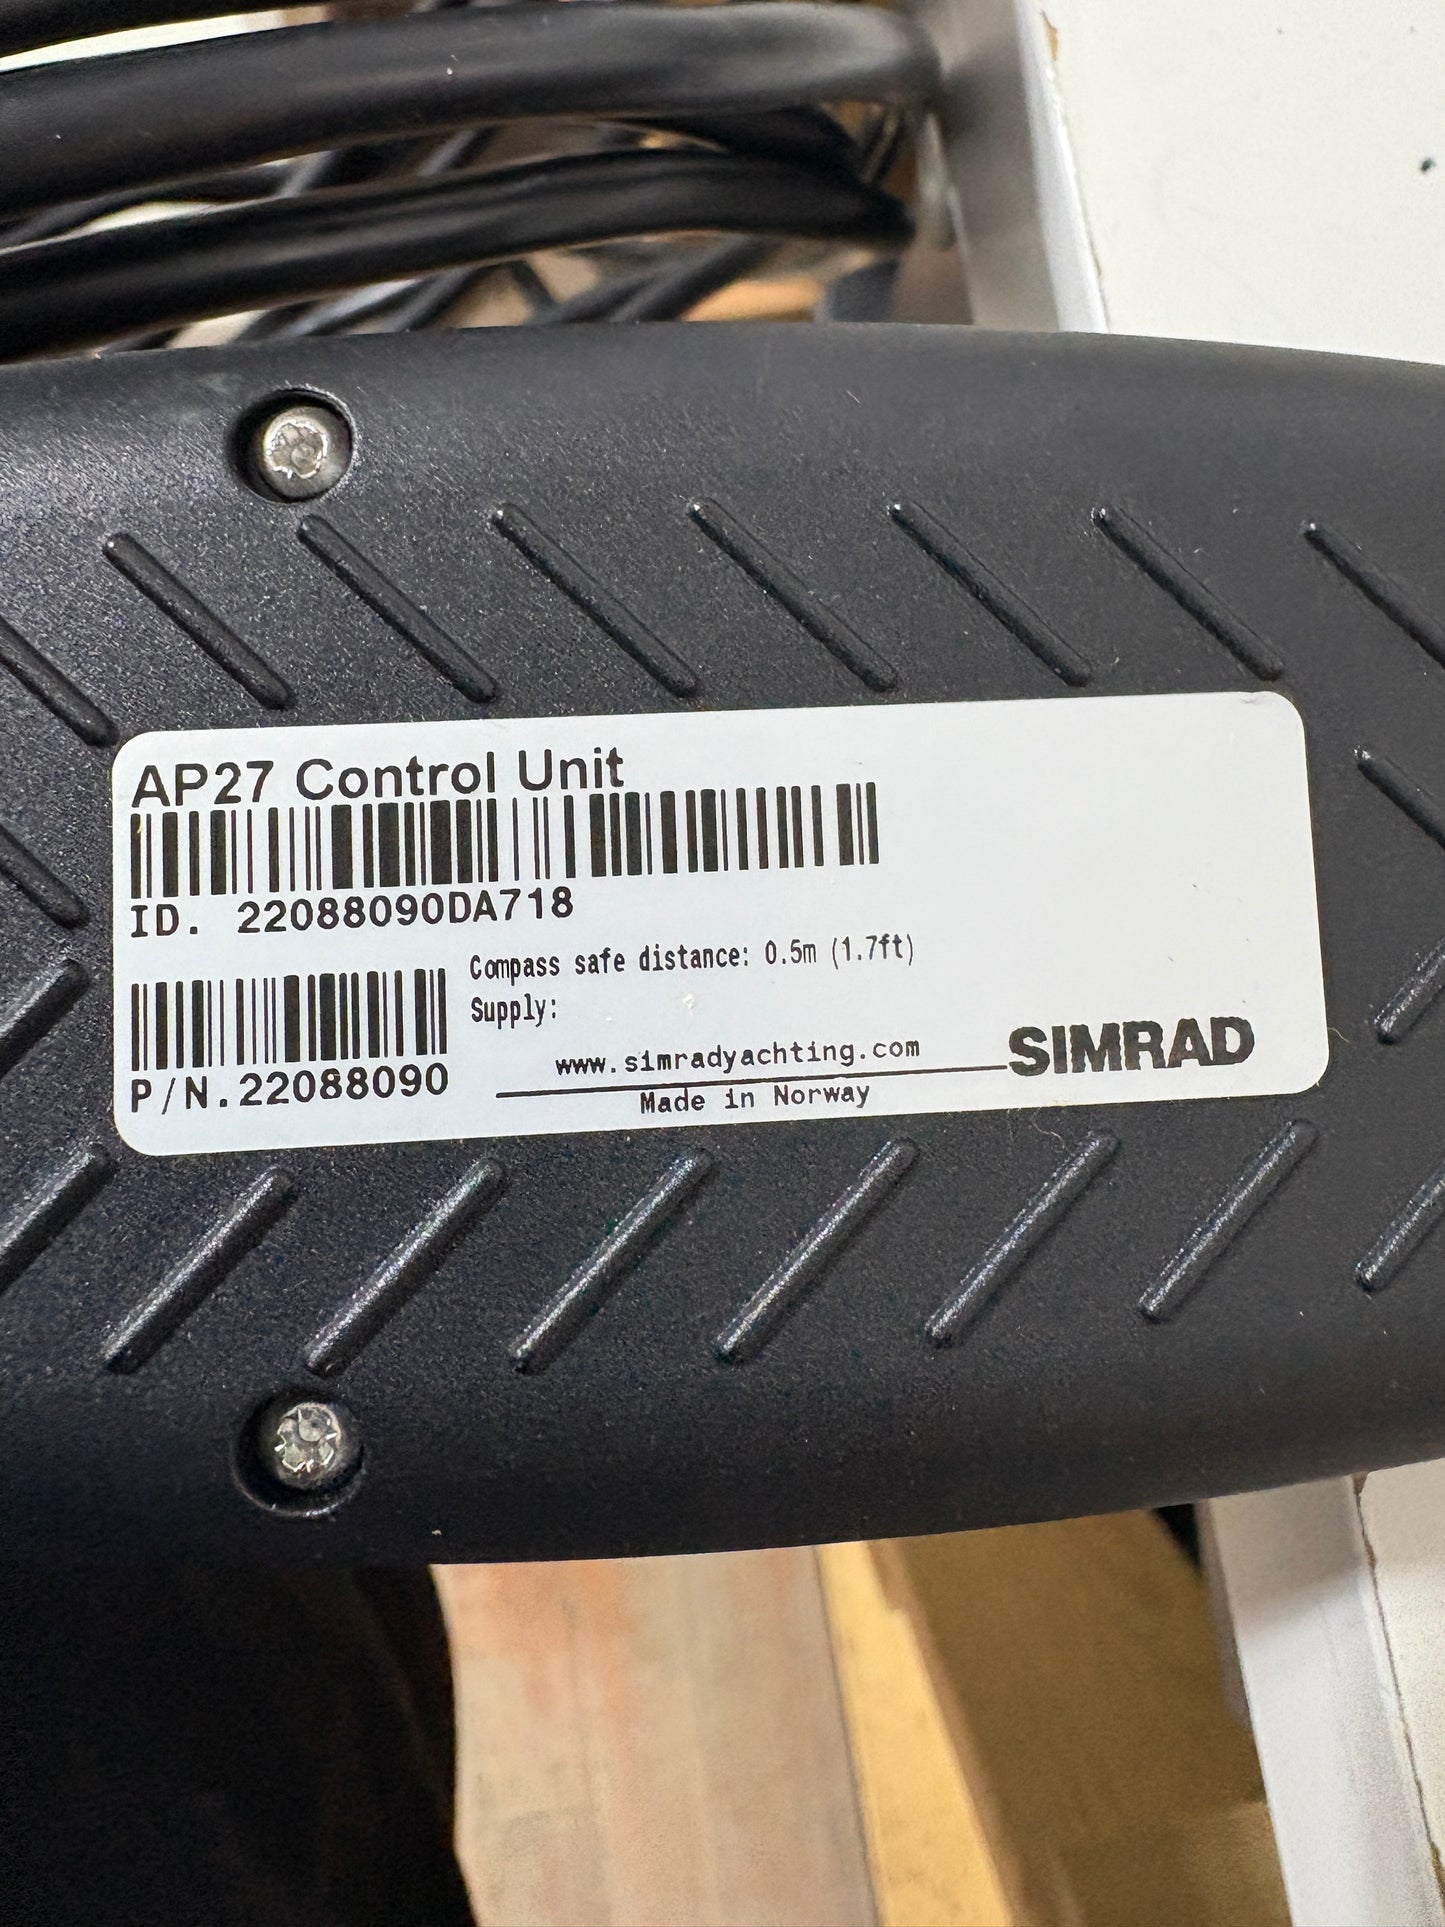 AP27 Control Unit
ID. 22088090DA718
Compass safe distance: 0.5m (1.7ft)
Supply:
P/N.22088090
www.simradyachting.com
SIMRAD
Made in Norway